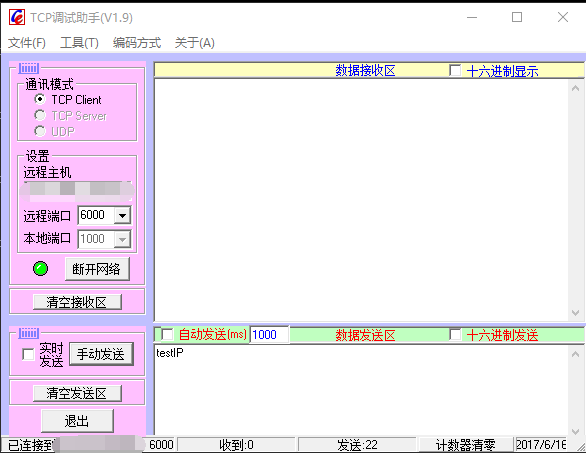 TCP调试助手(V1.9)
文件(F) 工具(T) 编码方式 关于(A)
数据接收区 十六进制显示
通讯模式
TCP Client
TCP Server
UDP
设置
远程主机
远程端口 6000
本地端口 1000
断开网络
清空接收区
自动发送(ms) 1000 数据发送区 十六进制发送
实时
发送
手动发送
testIP
清空发送区
退出
已连接到 6000 收到:0 发送:22 计数器清零 2017/6/16